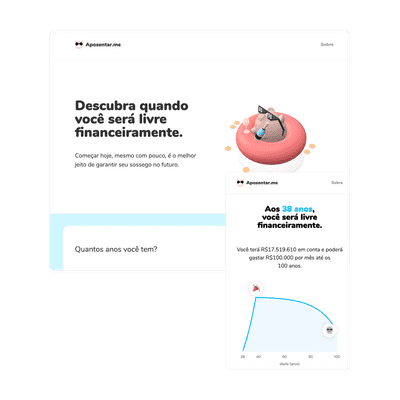 Aposentar.me
Sobre
Descubra quando
você será livre
financeiramente.
Começar hoje, mesmo com pouco, é o melhor
jeito de garantir seu sossego no futuro.
Quantos anos você tem?
Aposentar.me
Sobre
Aos 38 anos,
você será livre
financeiramente.
Você terá R$17.519.610 em conta e poderá
gastar R$100.000 por mês até os
100 anos.
28 40 60 80 100
idade (anos)